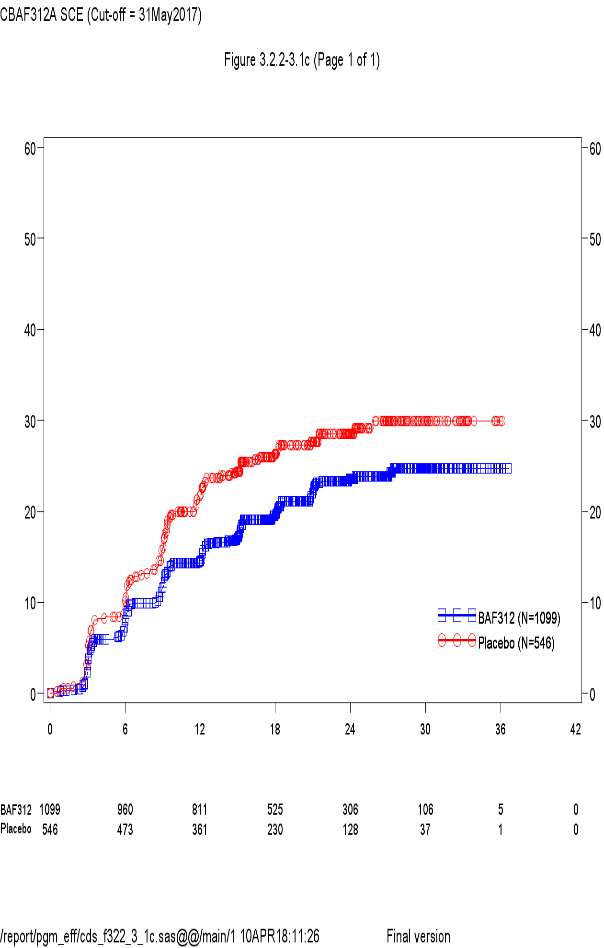 CBAF312A SCE (Cut-off = 31May2017)
Figure 3.2.2-3.1c (Page 1 of 1)
60 60
50 50
40 40
30 30
20 20
10 10
BAF312 (N=1099)
Placebo (N=546)
0 0
0 6 12 18 24 30 36 42
BAF312 1099 960 811 525 306 106 5 0
Placebo 546 473 361 230 128 37 1 0
/report/pgm_eff/cds_f322_3_1c.sas@@/main/1 10APR18:11:26 Final version